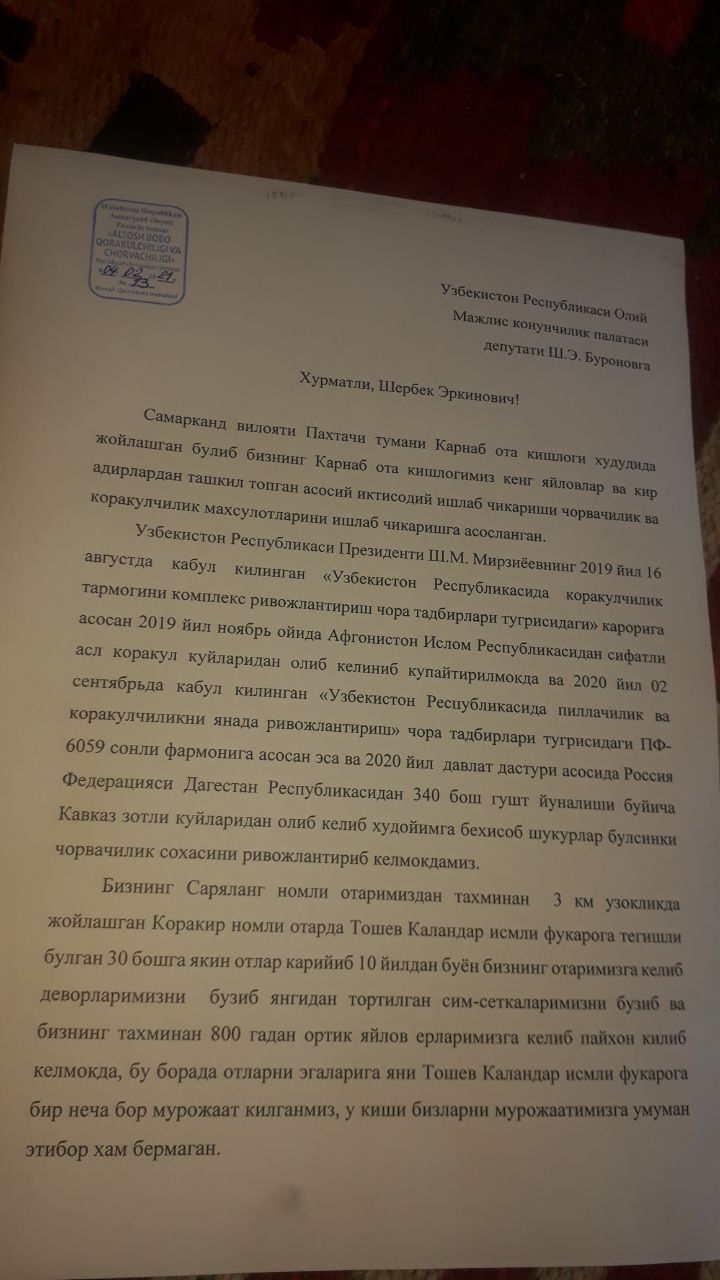 O'zbekiston Respublikasi
Samarqand viloyati
Paxtachi tumani
«ALTOSH BOBO
QORAKULCHILIGI VA
CHORVACHILIGI»
«04» 02 2021
№ 73
Узбекистон Республикаси Олий
Мажлис конунчилик палатаси
депутати Ш.Э. Буроновга
Хурматли, Шербек Эркинович!
Самарканд вилояти Пахтачи тумани Карнаб ота кишлоги худудида
жойлашган булиб бизнинг Карнаб ота кишлогимиз кенг яйловлар ва кир
адирлардан ташкил топган асосий иктисодий ишлаб чикариши чорвачилик ва
коракулчилик махсулотларини ишлаб чикаришга асосланган.
Узбекистон Республикаси Президенти Ш.М. Мирзиёевнинг 2019 йил 16
августда кабул килинган «Узбекистон Республикасида коракулчилик
тармогини комплекс ривожлантириш чора тадбирлари тугрисидаги» карорига
асосан 2019 йил ноябрь ойида Афгонистон Ислом Республикасидан сифатли
асл коракул куйларидан олиб келиниб купайтирилмокда ва 2020 йил 02
сентябрьда кабул килинган «Узбекистон Республикасида пиллачилик ва
коракулчиликни янада ривожлантириш» чора тадбирлари тугрисидаги ПФ-
6059 сонли фармонига асосан эса ва 2020 йил давлат дастури асосида Россия
Федерацияси Дагестан Республикасидан 340 бош гушт йуналиши буйича
Кавказ зотли куйларидан олиб келиб худойимга бехисоб шукурлар булсинки
чорвачилик сохасини ривожлантириб келмокдамиз.
Бизнинг Саряланг номли отаримиздан тахминан 3 км узокликда
жойлашган Коракир номли отарда Тошев Каландар исмли фукарога тегишли
булган 30 бошга якин отлар карийиб 10 йилдан буён бизнинг отаримизга келиб
деворларимизни бузиб янгидан тортилган сим-сеткаларимизни бузиб ва
бизнинг тахминан 800 гадан ортик яйлов ерларимизга келиб пайхон килиб
келмокда, бу борада отларни эгаларига яни Тошев Каландар исмли фукарога
бир неча бор мурожаат килганмиз, у киши бизларни мурожаатимизга умуман
этибор хам бермаган.